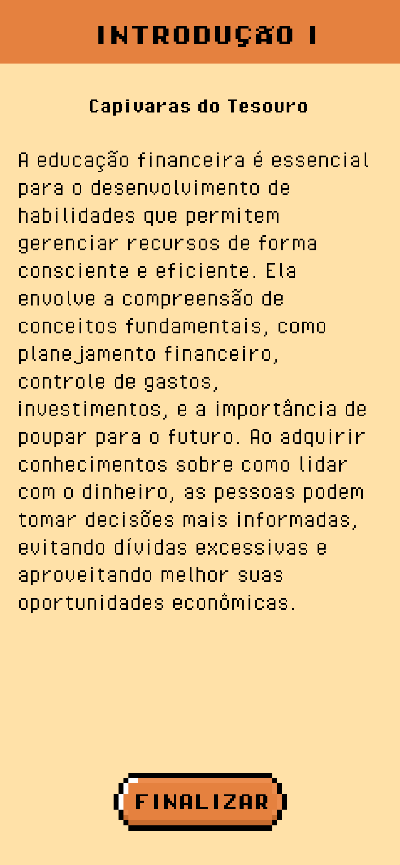 INTRODUÇÃO I
Capivaras do Tesouro
A educação financeira é essencial
para o desenvolvimento de
habilidades que permitem
gerenciar recursos de forma
consciente e eficiente. Ela
envolve a compreensão de
conceitos fundamentais, como
planejamento financeiro,
controle de gastos,
investimentos, e a importância de
poupar para o futuro. Ao adquirir
conhecimentos sobre como lidar
com o dinheiro, as pessoas podem
tomar decisões mais informadas,
evitando dívidas excessivas e
aproveitando melhor suas
oportunidades econômicas.
FINALIZAR